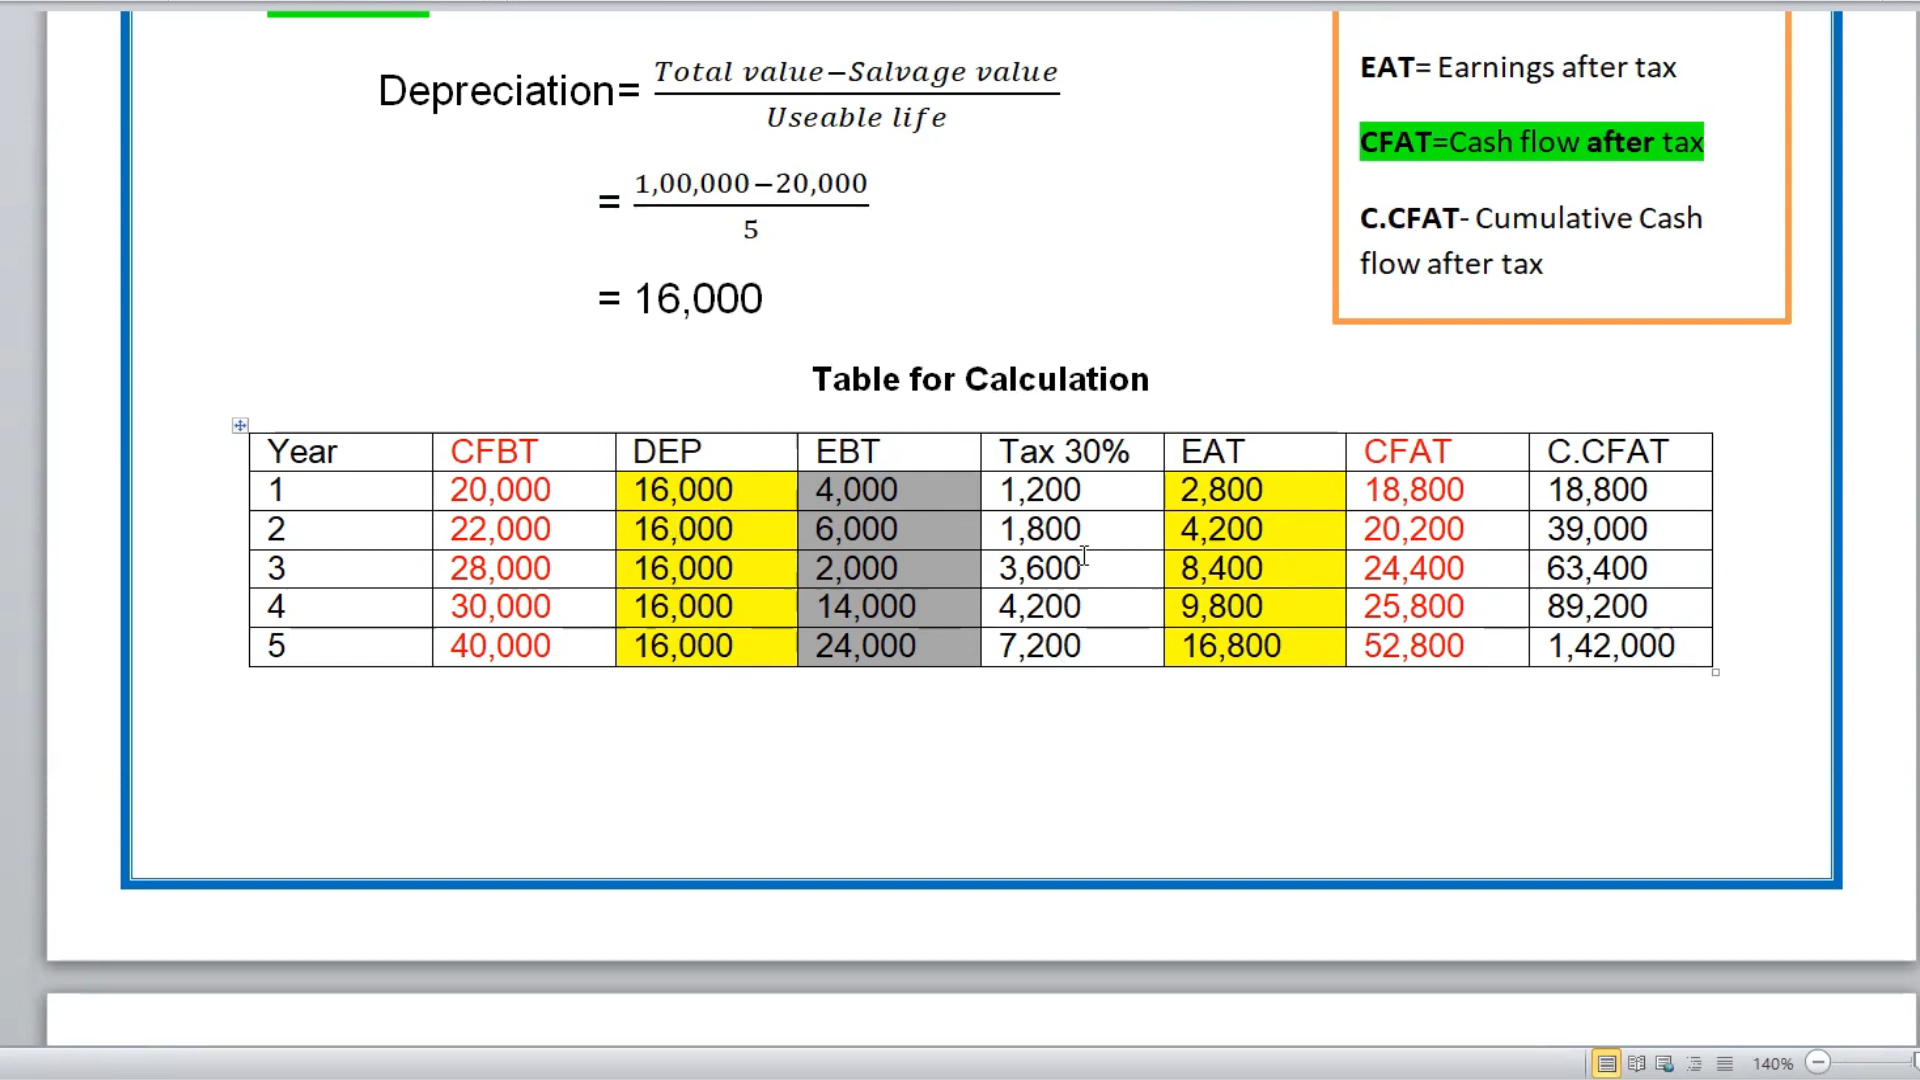 EAT= Earnings after tax
Depreciation= Total value−Salvage value
Useable life
CFAT=Cash flow after tax
= 1,00,000−20,000
5
C.CFAT- Cumulative Cash
flow after tax
= 16,000
Table for Calculation
Year CFBT DEP EBT Tax 30% EAT CFAT C.CFAT
1 20,000 16,000 4,000 1,200 2,800 18,800 18,800
2 22,000 16,000 6,000 1,800 4,200 20,200 39,000
3 28,000 16,000 2,000 3,600 8,400 24,400 63,400
4 30,000 16,000 14,000 4,200 9,800 25,800 89,200
5 40,000 16,000 24,000 7,200 16,800 52,800 1,42,000
140%